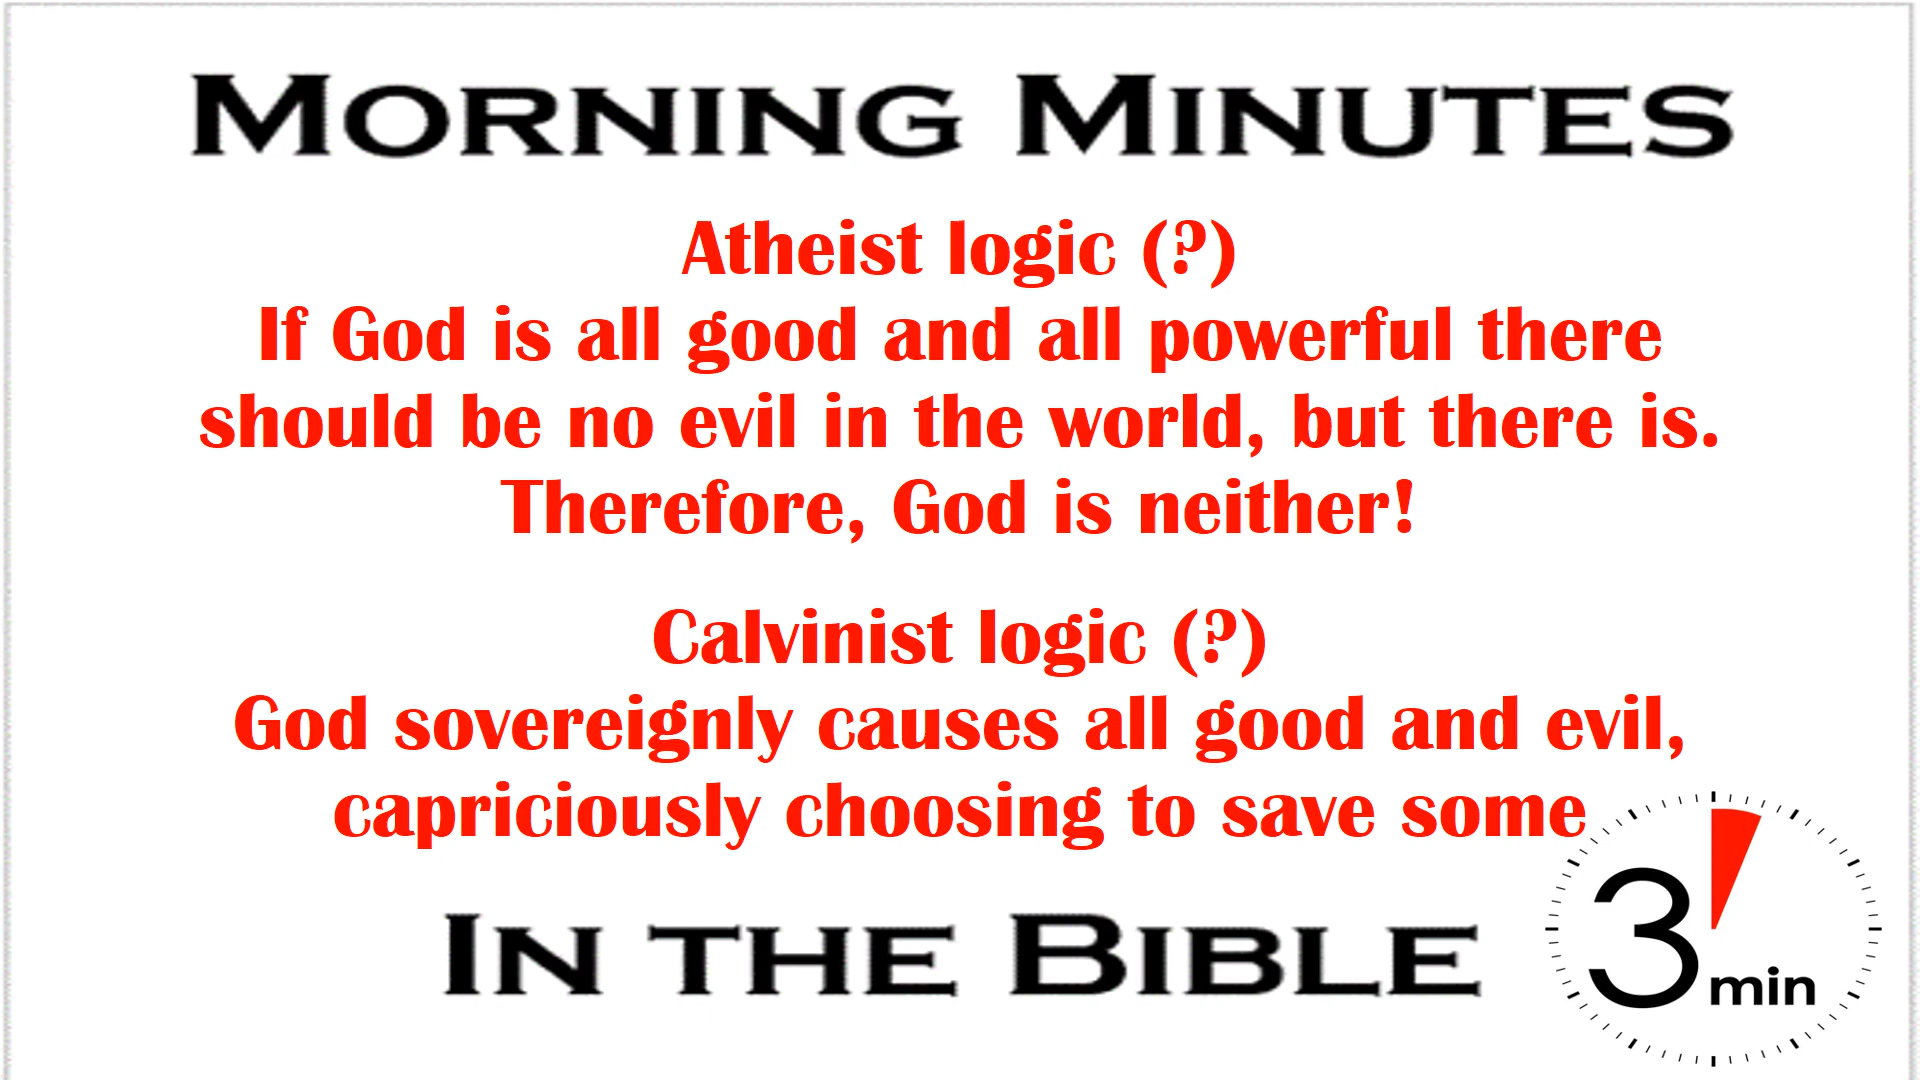 MORNING MINUTES
Atheist logic (?)
If God is all good and all powerful there
should be no evil in the world, but there is.
Therefore, God is neither!
Calvinist logic (?)
God sovereignly causes all good and evil,
capriciously choosing to save some
IN THE BIBLE
3 min